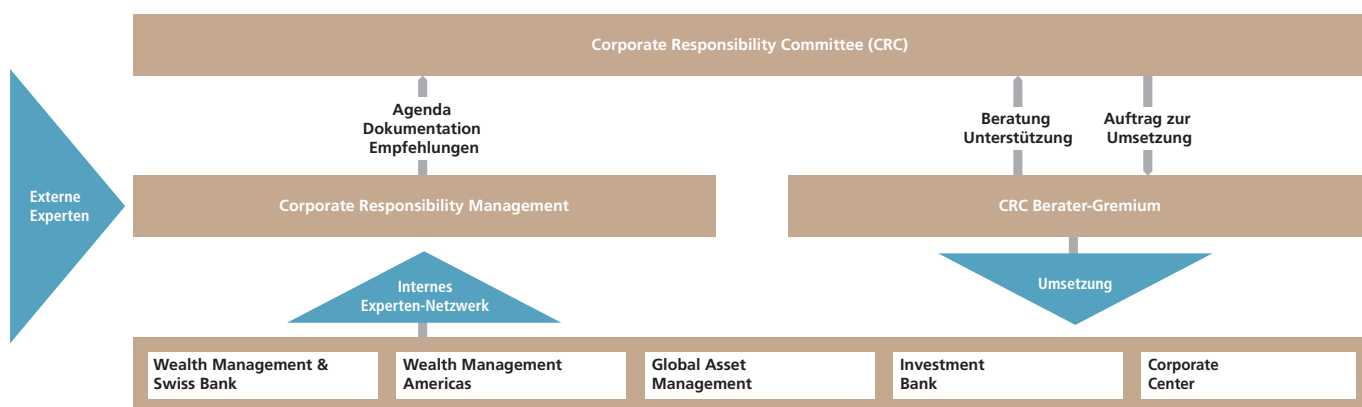 Corporate Responsibility Committee (CRC)
Agenda
Dokumentation
Empfehlungen
Beratung
Unterstützung
Auftrag zur
Umsetzung
Externe
Experten
Corporate Responsibility Management
CRC Berater-Gremium
Internes
Experten-Netzwerk
Umsetzung
Wealth Management &
Swiss Bank
Wealth Management
Americas
Global Asset
Management
Investment
Bank
Corporate
Center